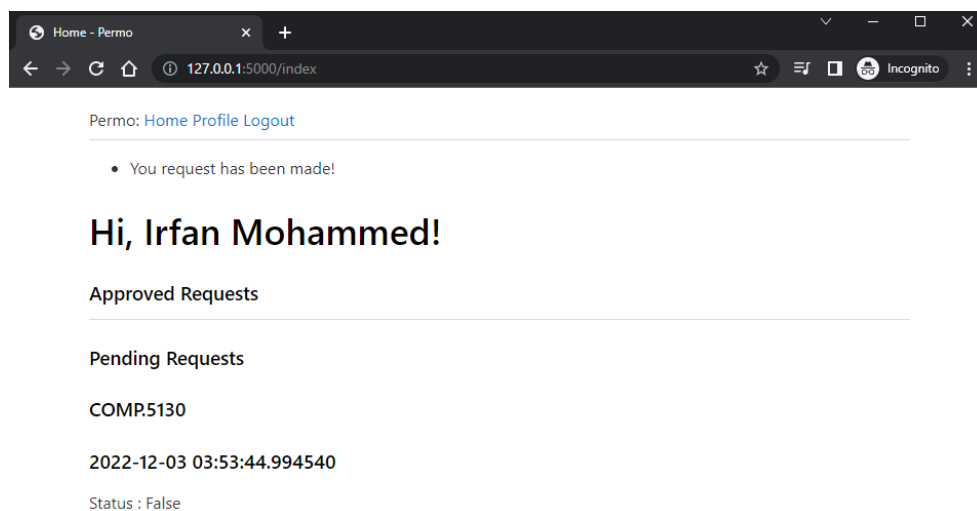 Home - Permo
127.0.0.1:5000/index
Incognito
Permo: Home Profile Logout
You request has been made!
Hi, Irfan Mohammed!
Approved Requests
Pending Requests
COMP.5130
2022-12-03 03:53:44.994540
Status : False